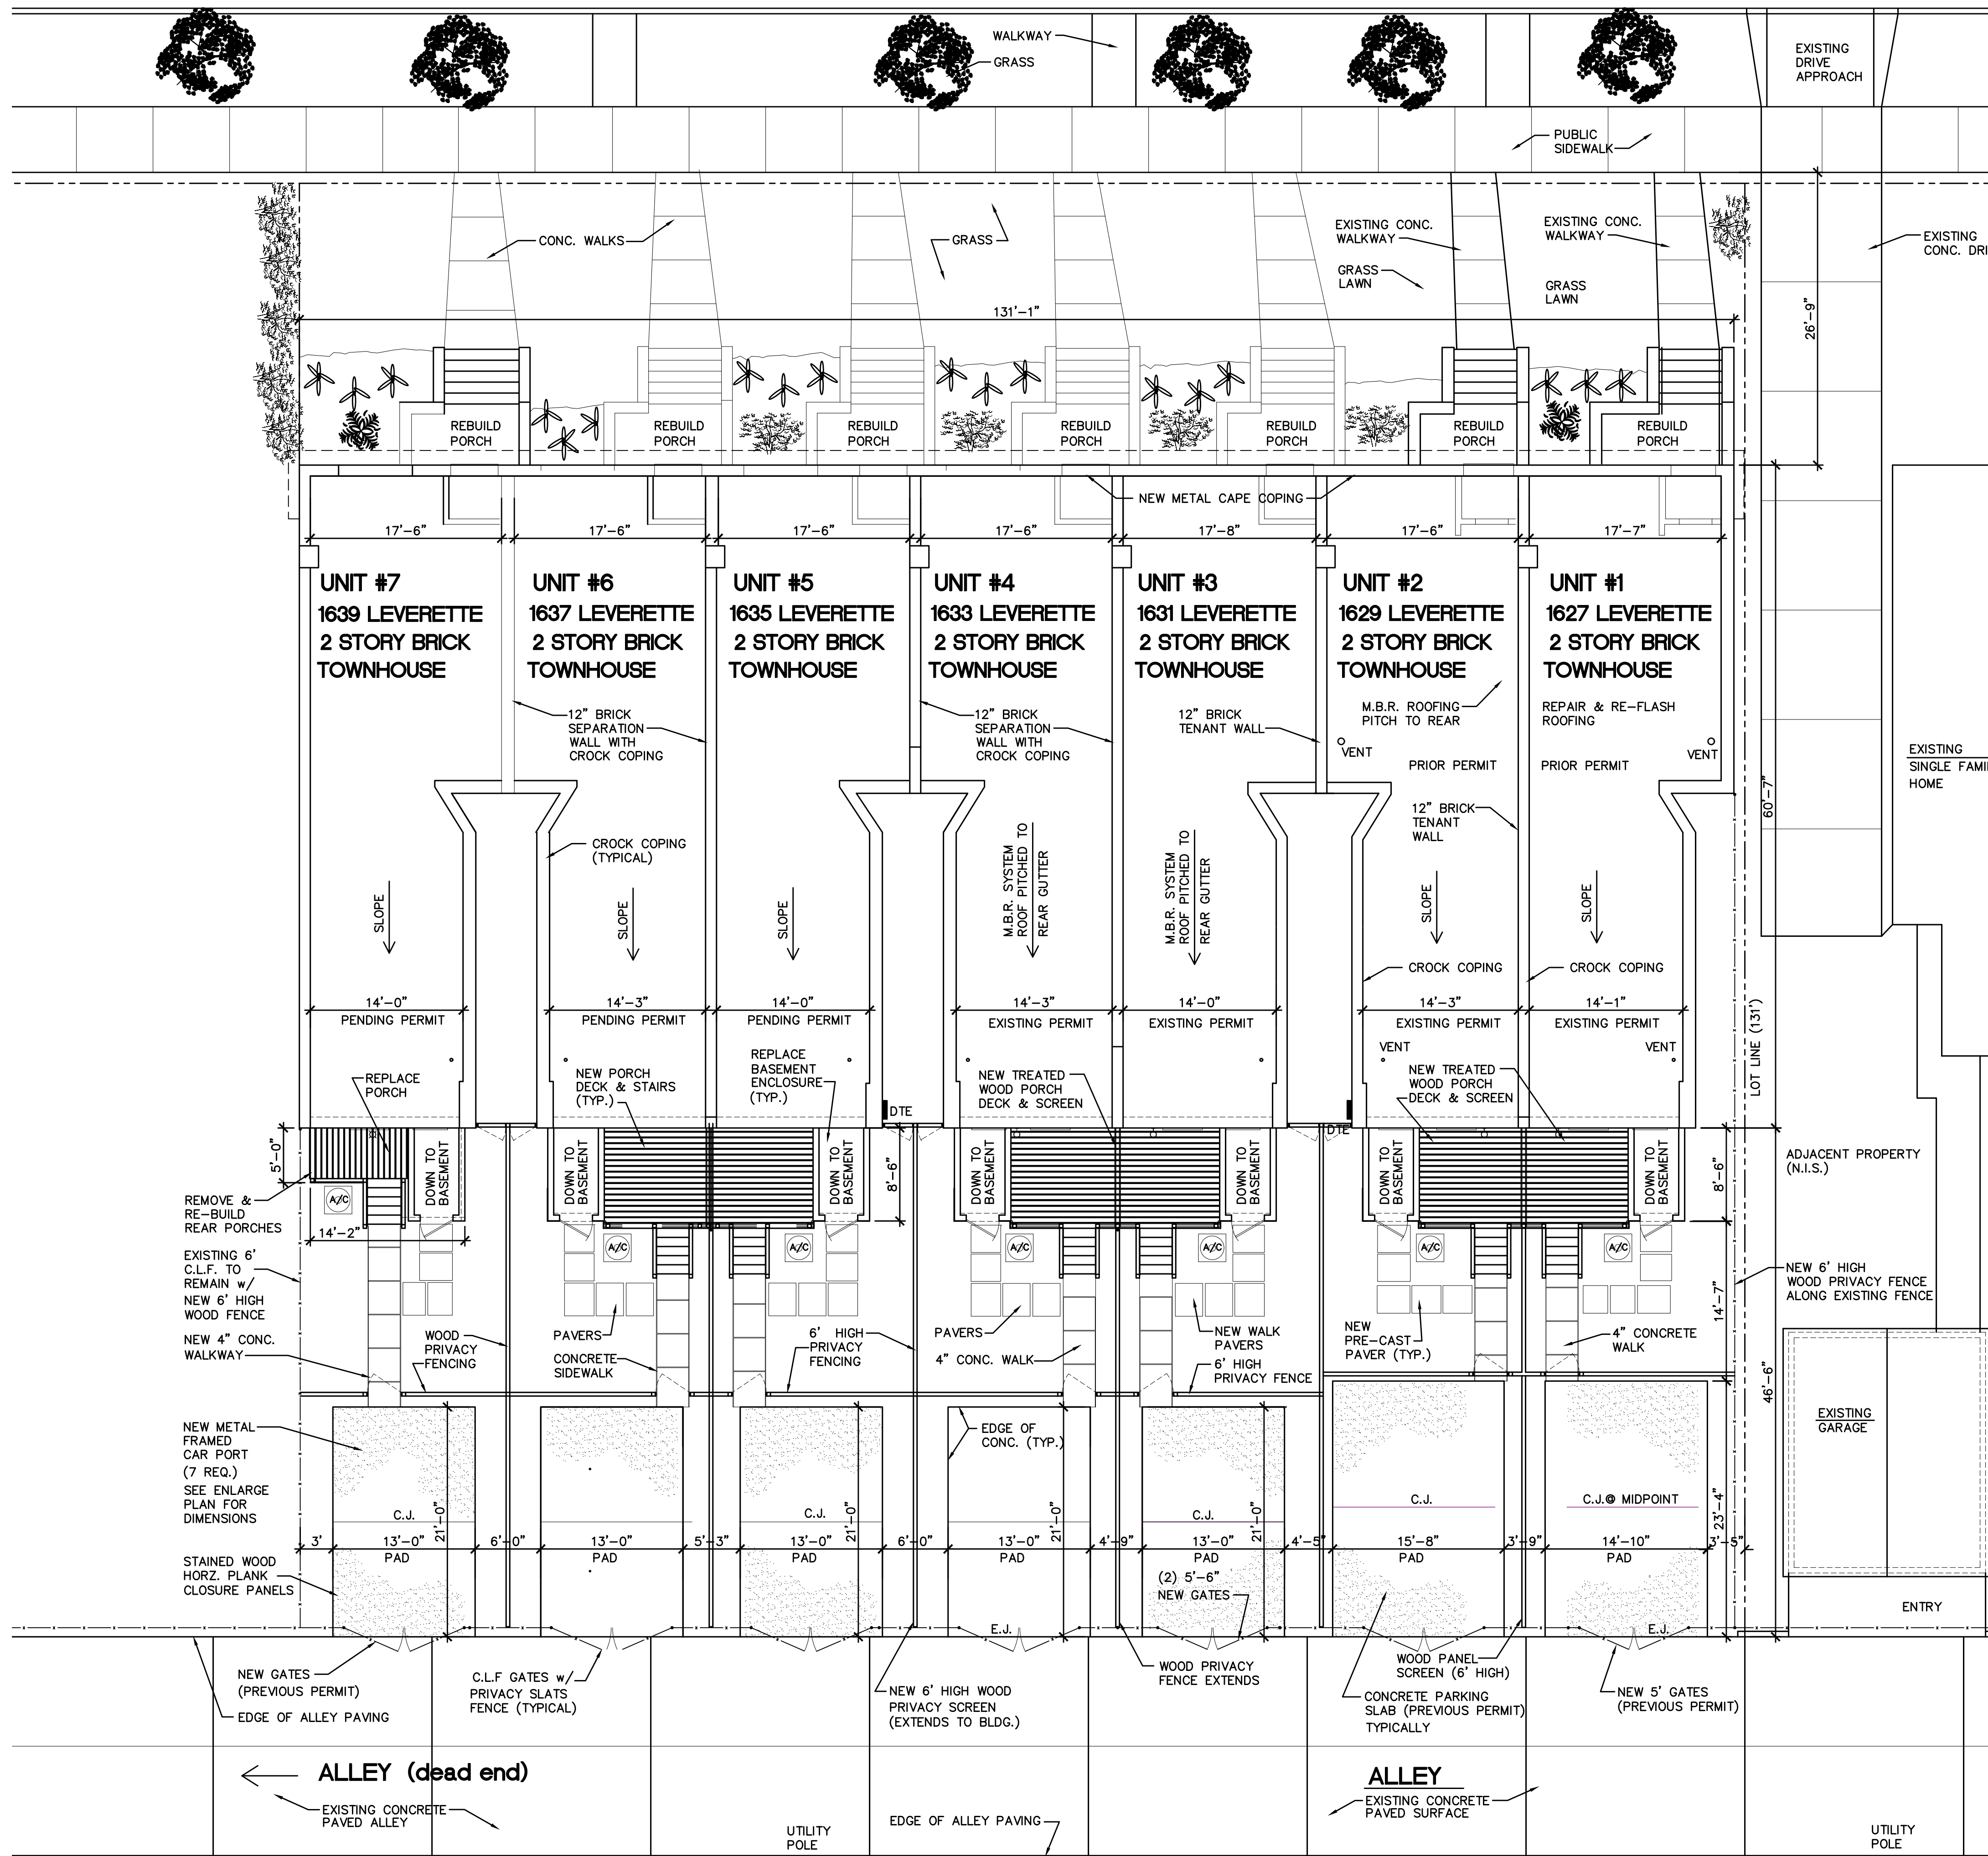 WALKWAY
GRASS
EXISTING
DRIVE
APPROACH
PUBLIC
SIDEWALK
CONC. WALKS
GRASS
EXISTING CONC.
WALKWAY
GRASS
LAWN
EXISTING CONC.
WALKWAY
GRASS
LAWN
EXISTING
CONC. DRI
131'-1"
26'-9"
REBUILD
PORCH
REBUILD
PORCH
REBUILD
PORCH
REBUILD
PORCH
REBUILD
PORCH
REBUILD
PORCH
REBUILD
PORCH
NEW METAL CAPE COPING
17'-6"
17'-6"
17'-6"
17'-6"
17'-8"
17'-6"
17'-7"
UNIT #7
1639 LEVERETTE
2 STORY BRICK
TOWNHOUSE
UNIT #6
1637 LEVERETTE
2 STORY BRICK
TOWNHOUSE
UNIT #5
1635 LEVERETTE
2 STORY BRICK
TOWNHOUSE
UNIT #4
1633 LEVERETTE
2 STORY BRICK
TOWNHOUSE
UNIT #3
1631 LEVERETTE
2 STORY BRICK
TOWNHOUSE
UNIT #2
1629 LEVERETTE
2 STORY BRICK
TOWNHOUSE
UNIT #1
1627 LEVERETTE
2 STORY BRICK
TOWNHOUSE
12" BRICK
SEPARATION
WALL WITH
CROCK COPING
12" BRICK
SEPARATION
WALL WITH
CROCK COPING
12" BRICK
TENANT WALL
M.B.R. ROOFING
PITCH TO REAR
VENT
PRIOR PERMIT
REPAIR & RE-FLASH
ROOFING
VENT
PRIOR PERMIT
EXISTING
SINGLE FAMI
HOME
60'-7"
12" BRICK
TENANT
WALL
CROCK COPING
(TYPICAL)
SLOPE
SLOPE
SLOPE
M.B.R. SYSTEM
ROOF PITCHED TO
REAR GUTTER
M.B.R. SYSTEM
ROOF PITCHED TO
REAR GUTTER
SLOPE
SLOPE
CROCK COPING
CROCK COPING
14'-0"
PENDING PERMIT
14'-3"
PENDING PERMIT
14'-0"
PENDING PERMIT
14'-3"
EXISTING PERMIT
14'-0"
EXISTING PERMIT
14'-3"
EXISTING PERMIT
14'-1"
EXISTING PERMIT
LOT LINE (131')
REPLACE
PORCH
NEW PORCH
DECK & STAIRS
(TYP.)
REPLACE
BASEMENT
ENCLOSURE
(TYP.)
NEW TREATED
WOOD PORCH
DECK & SCREEN
VENT
NEW TREATED
WOOD PORCH
DECK & SCREEN
VENT
DTE
DTE
5'-0"
DOWN TO
BASEMENT
DOWN TO
BASEMENT
DOWN TO
BASEMENT
8'-6"
DOWN TO
BASEMENT
DOWN TO
BASEMENT
DOWN TO
BASEMENT
DOWN TO
BASEMENT
8'-6"
ADJACENT PROPERTY
(N.I.S.)
REMOVE &
RE-BUILD
REAR PORCHES
A/C
14'-2"
A/C
A/C
A/C
A/C
A/C
A/C
EXISTING 6'
C.L.F. TO
REMAIN w/
NEW 6' HIGH
WOOD FENCE
NEW 4" CONC.
WALKWAY
WOOD
PRIVACY
FENCING
PAVERS
CONCRETE
SIDEWALK
6' HIGH
PRIVACY
FENCING
PAVERS
4" CONC. WALK
NEW WALK
PAVERS
6' HIGH
PRIVACY FENCE
NEW
PRE-CAST
PAVER (TYP.)
4" CONCRETE
WALK
14'-7"
NEW 6' HIGH
WOOD PRIVACY FENCE
ALONG EXISTING FENCE
46'-6"
EXISTING
GARAGE
NEW METAL
FRAMED
CAR PORT
(7 REQ.)
SEE ENLARGE
PLAN FOR
DIMENSIONS
STAINED WOOD
HORZ. PLANK
CLOSURE PANELS
EDGE OF
CONC. (TYP.)
C.J.
C.J.
C.J.
C.J.
C.J.@ MIDPOINT
21'-0"
21'-0"
21'-0"
21'-0"
23'-4"
3'
13'-0"
PAD
6'-0"
13'-0"
PAD
5'-3"
13'-0"
PAD
6'-0"
13'-0"
PAD
4'-9"
13'-0"
PAD
4'-5"
15'-8"
PAD
3'-9"
14'-10"
PAD
3'-5"
(2) 5'-6"
NEW GATES
E.J.
E.J.
ENTRY
NEW GATES
(PREVIOUS PERMIT)
EDGE OF ALLEY PAVING
C.L.F GATES w/
PRIVACY SLATS
FENCE (TYPICAL)
NEW 6' HIGH WOOD
PRIVACY SCREEN
(EXTENDS TO BLDG.)
WOOD PRIVACY
FENCE EXTENDS
WOOD PANEL
SCREEN (6' HIGH)
CONCRETE PARKING
SLAB (PREVIOUS PERMIT)
TYPICALLY
NEW 5' GATES
(PREVIOUS PERMIT)
ALLEY (dead end)
EXISTING CONCRETE
PAVED ALLEY
UTILITY
POLE
EDGE OF ALLEY PAVING
ALLEY
EXISTING CONCRETE
PAVED SURFACE
UTILITY
POLE